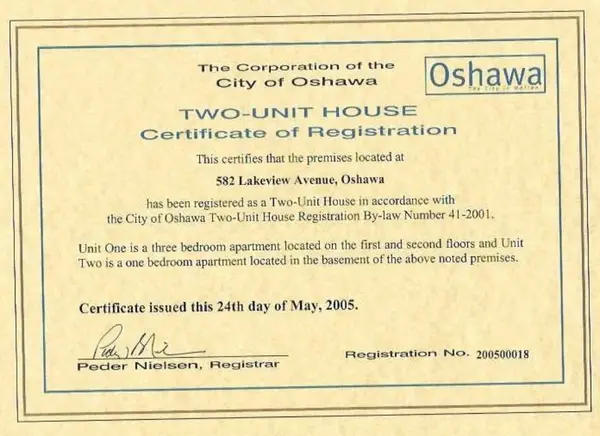 The Corporation of the
City of Oshawa
Oshawa
TWO-UNIT HOUSE
Certificate of Registration
This certifies that the premises located at
582 Lakeview Avenue, Oshawa
has been registered as a Two-Unit House in accordance with
the City of Oshawa Two-Unit House Registration By-law Number 41-2001.
Unit One is a three bedroom apartment located on the first and second floors and Unit
Two is a one bedroom apartment located in the basement of the above noted premises.
Certificate issued this 24th day of May, 2005.
Peder Nielsen, Registrar
Registration No. 200500018